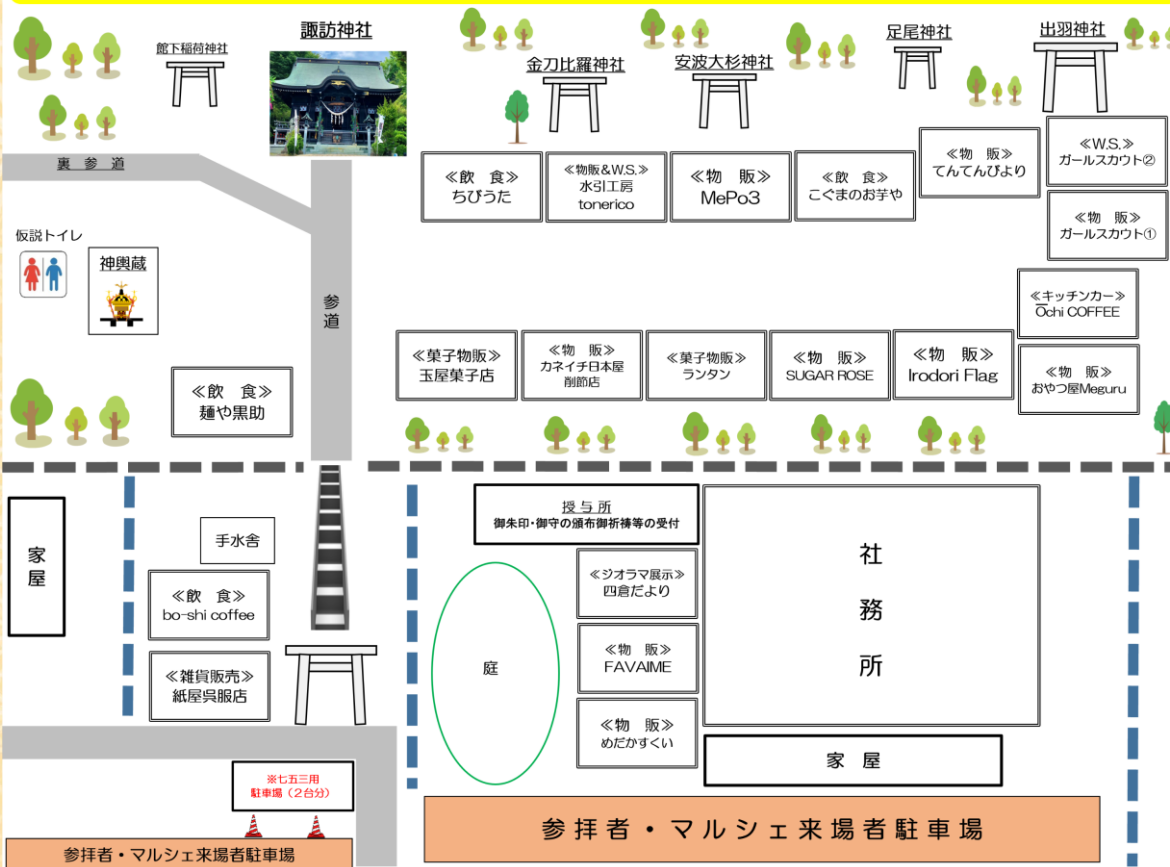 諏訪神社
館下稲荷神社
金刀比羅神社
安波大杉神社
足尾神社
出羽神社
裏参道
≪飲 食≫
ちびうた
≪物販&W.S.≫
水引工房
tonerico
≪物 販≫
MePo3
≪飲 食≫
こぐまのお芋や
≪物 販≫
てんてんびより
≪W.S.≫
ガールスカウト②
≪物 販≫
ガールスカウト①
仮説トイレ
神輿蔵
参道
≪キッチンカー≫
Ōchi COFFEE
≪菓子物販≫
玉屋菓子店
≪物 販≫
カネイチ日本屋
削節店
≪菓子物販≫
ランタン
≪物 販≫
SUGAR ROSE
≪物 販≫
Irodori Flag
≪物 販≫
おやつ屋Meguru
≪飲 食≫
麺や黒助
家屋
手水舎
≪飲 食≫
bo-shi coffee
≪雑貨販売≫
紙屋呉服店
授与所
御朱印・御守の頒布御祈祷等の受付
≪ジオラマ展示≫
四倉だより
≪物 販≫
FAVAIME
≪物 販≫
めだかすくい
庭
社務所
家 屋
※七五三用
駐車場(2台分)
参拝者・マルシェ来場者駐車場
参拝者・マルシェ来場者駐車場